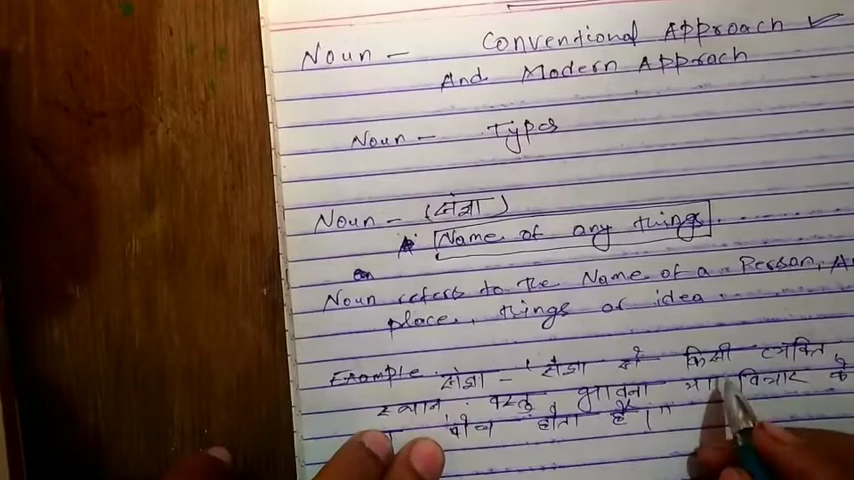 Noun - Conventional Approach ✓
And Modern Approach
Noun - Types
Noun - (संज्ञा)
Name of any things
Noun refers to the Name of a Person, A
place, things or idea
Example संज्ञा - "संज्ञा से किसी व्यक्ति,
स्थान, वस्तु भावना या विचार के
बोध होता है।"